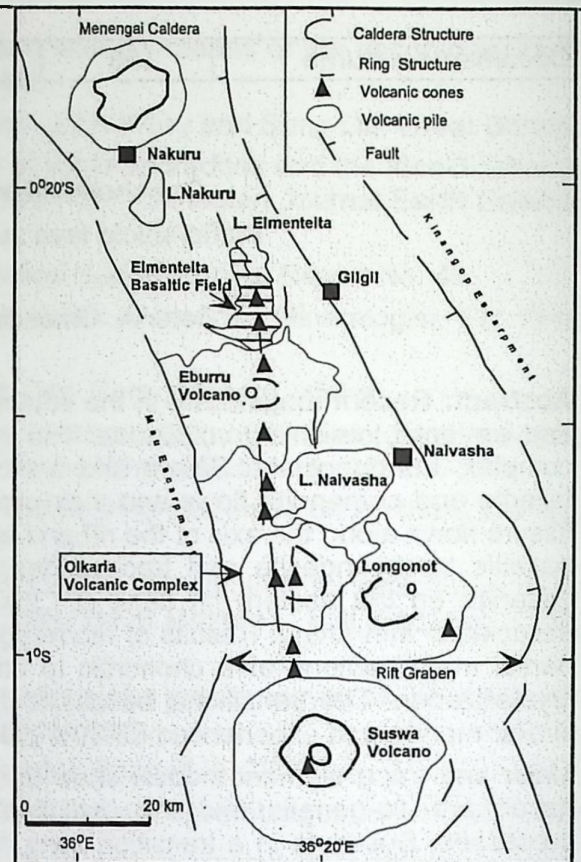 Menengai Caldera
Caldera Structure
Ring Structure
Volcanic cones
Volcanic pile
Fault
Nakuru
0°20'S
L.Nakuru
L. Elmenteita
Kinangop Escarpment
Elmenteita
Basaltic Field
Gilgil
Eburru
Volcano
Mau Escarpment
Naivasha
L. Naivasha
Olkaria
Volcanic Complex
Longonot
1°S
Rift Graben
Suswa
Volcano
0 20 km
36°E
36°20'E